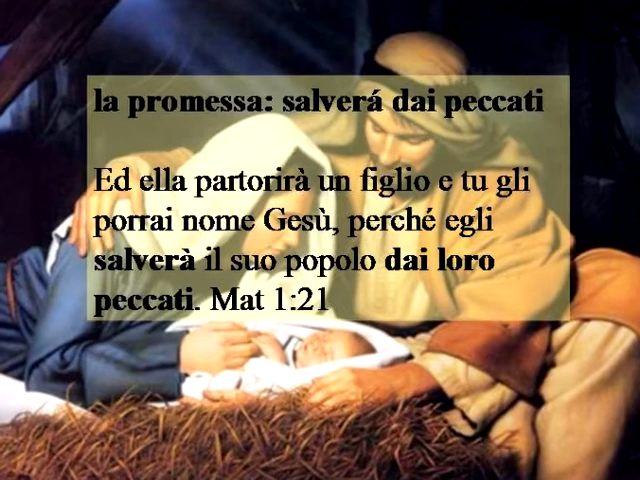 la promessa: salverá dai peccati
Ed ella partorirà un figlio e tu gli
porrai nome Gesù, perché egli
salverà il suo popolo dai loro
peccati. Mat 1:21